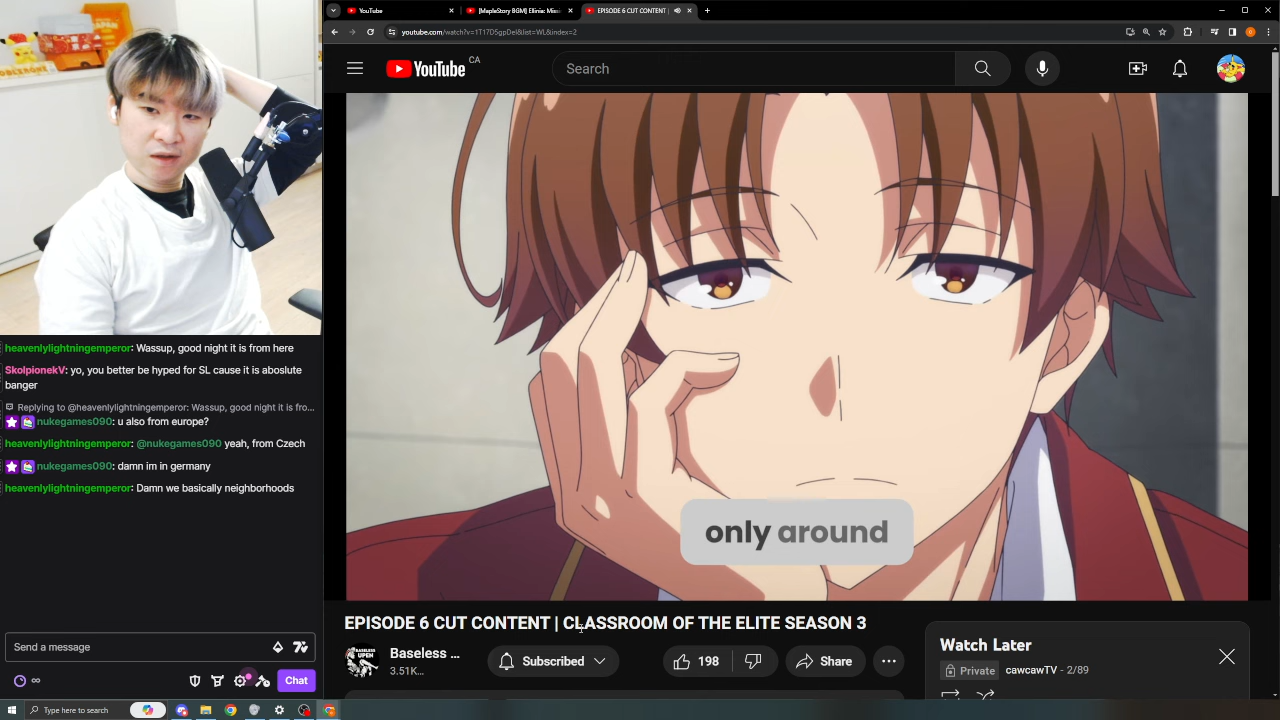 YouTube
[MapleStory BGM] Ellinia: Missi
EPISODE 6 CUT CONTENT |
youtube.com/watch?v=1T17D5gpDeI&list=WL&index=2
YouTube CA
Search
only around
heavenlylightningemperor: Wassup, good night it is from here
SkolpionekV: yo, you better be hyped for SL cause it is aboslute
banger
Replying to @heavenlylightningemperor: Wassup, good night it is fro...
nukegames090: u also from europe?
heavenlylightningemperor: @nukegames090 yeah, from Czech
nukegames090: damn im in germany
heavenlylightningemperor: Damn we basically neighborhoods
EPISODE 6 CUT CONTENT | CLASSROOM OF THE ELITE SEASON 3
Baseless ...
3.51K...
Subscribed
198
Share
Watch Later
Private
cawcawTV - 2/89
Send a message
Chat
Type here to search